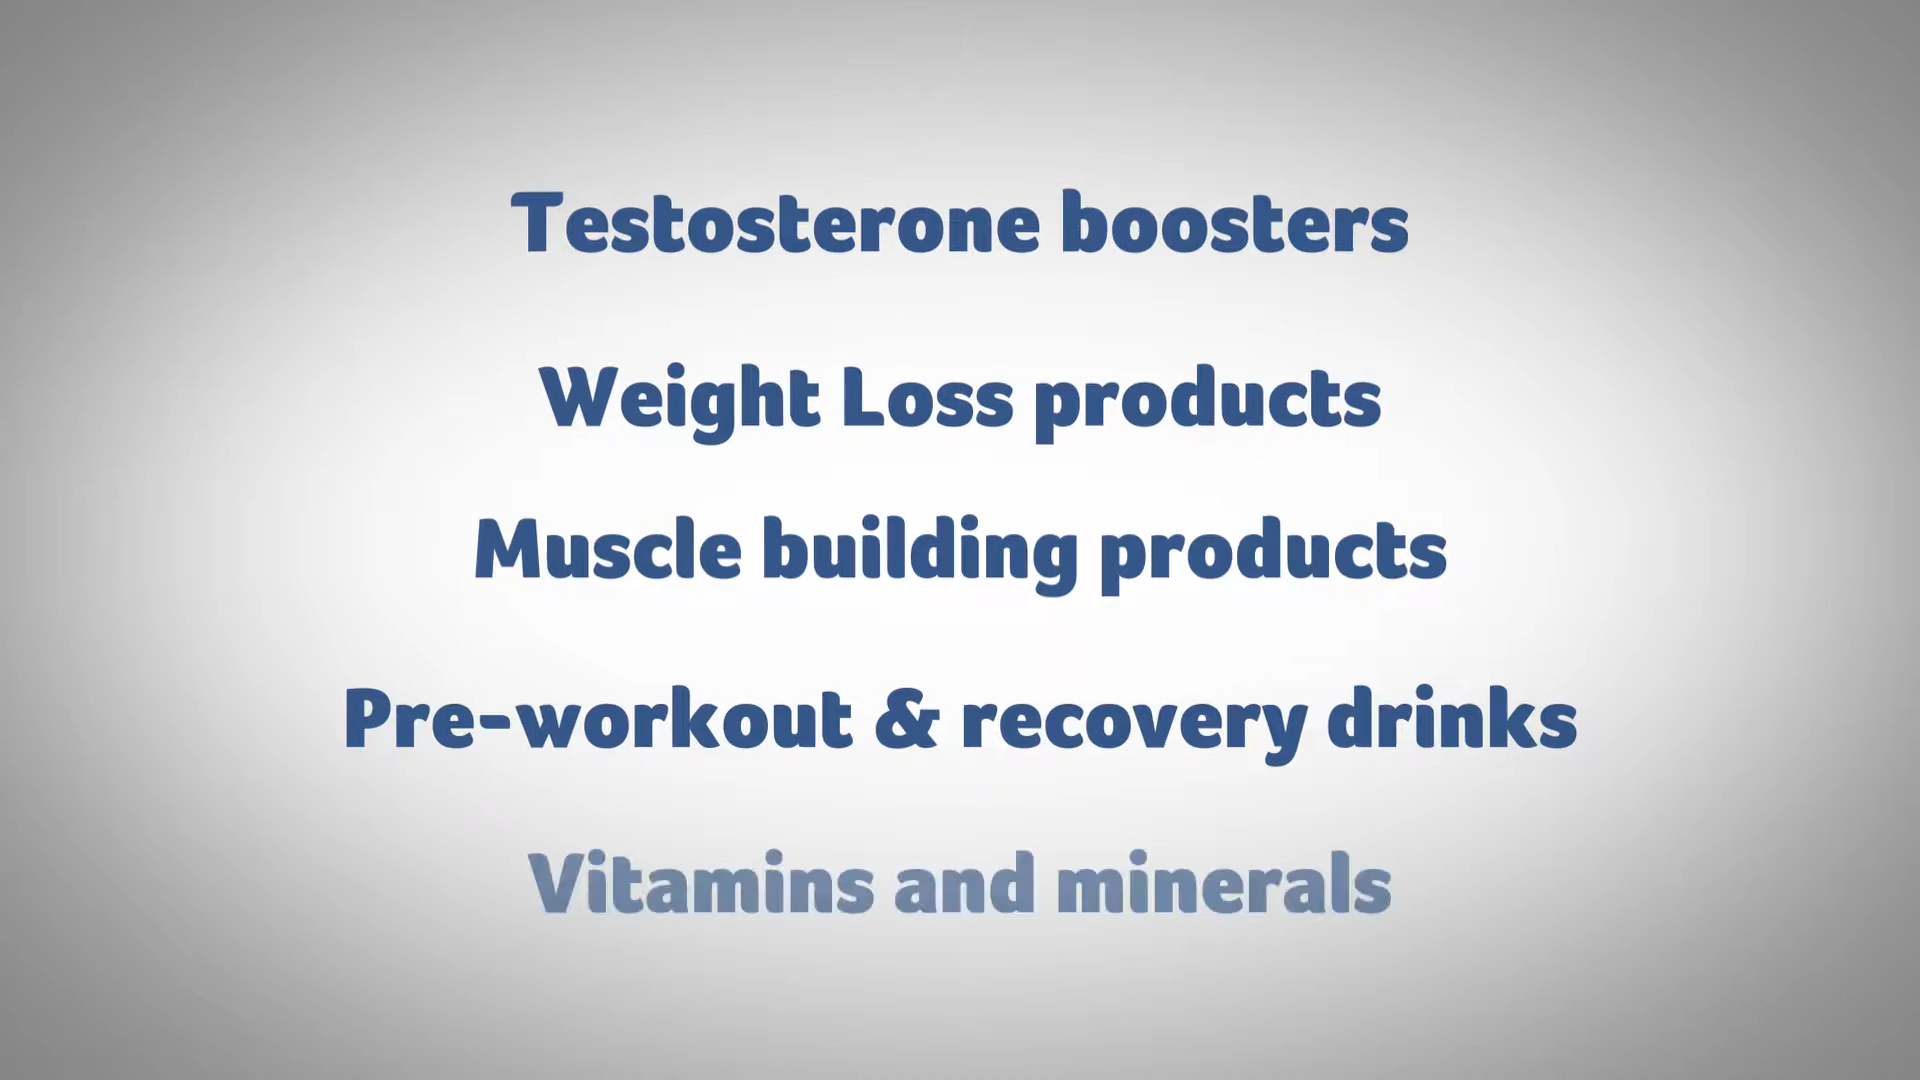 Testosterone boosters
Weight Loss products
Muscle building products
Pre-workout & recovery drinks
Vitamins and minerals